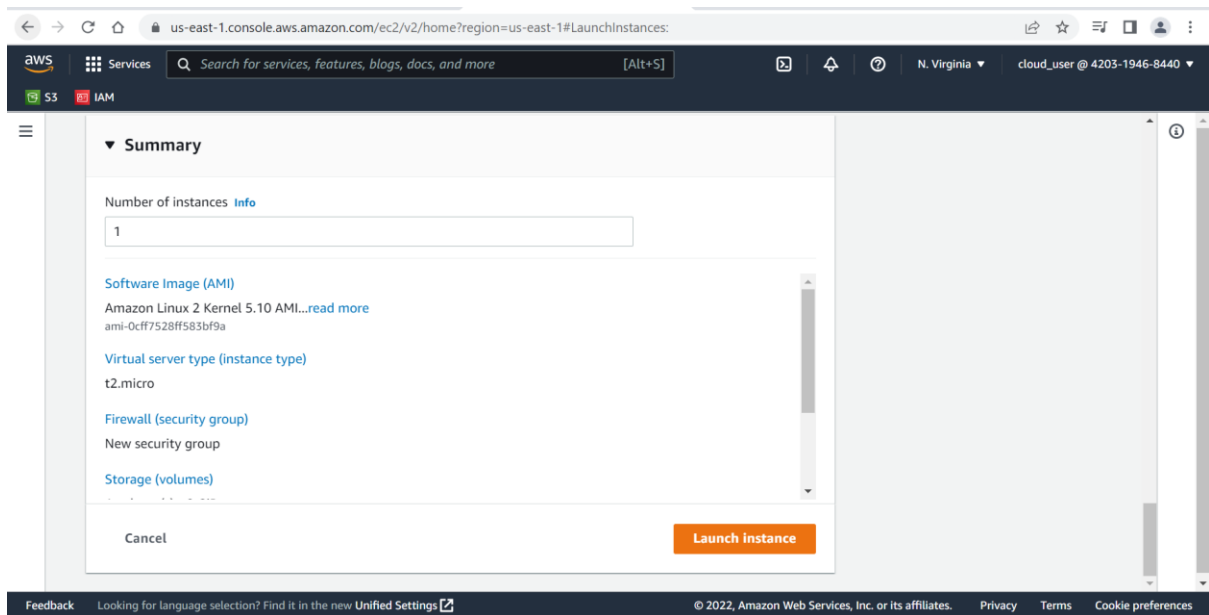 us-east-1.console.aws.amazon.com/ec2/v2/home?region=us-east-1#LaunchInstances:
aws Services Search for services, features, blogs, docs, and more [Alt+S] N. Virginia cloud_user @ 4203-1946-8440
S3 IAM
Summary
Number of instances Info
1
Software Image (AMI)
Amazon Linux 2 Kernel 5.10 AMI...read more
ami-0cff7528ff583bf9a
Virtual server type (instance type)
t2.micro
Firewall (security group)
New security group
Storage (volumes)
Cancel Launch instance
Feedback Looking for language selection? Find it in the new Unified Settings © 2022, Amazon Web Services, Inc. or its affiliates. Privacy Terms Cookie preferences